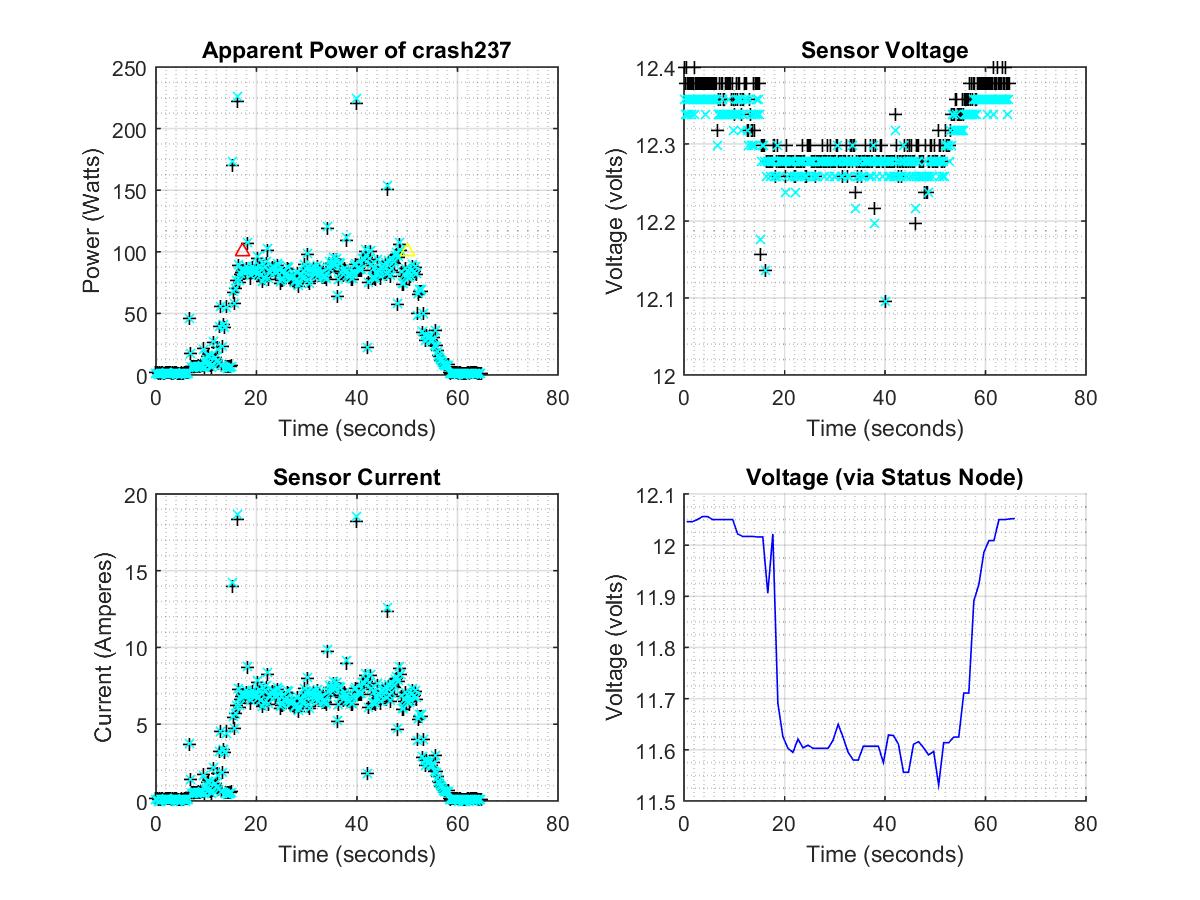 Apparent Power of crash237
250
200
150
100
50
0
Power (Watts)
0 20 40 60 80
Time (seconds)
Sensor Voltage
12.4
12.3
12.2
12.1
12
Voltage (volts)
0 20 40 60 80
Time (seconds)
Sensor Current
20
15
10
5
0
Current (Amperes)
0 20 40 60 80
Time (seconds)
Voltage (via Status Node)
12.1
12
11.9
11.8
11.7
11.6
11.5
Voltage (volts)
0 20 40 60 80
Time (seconds)